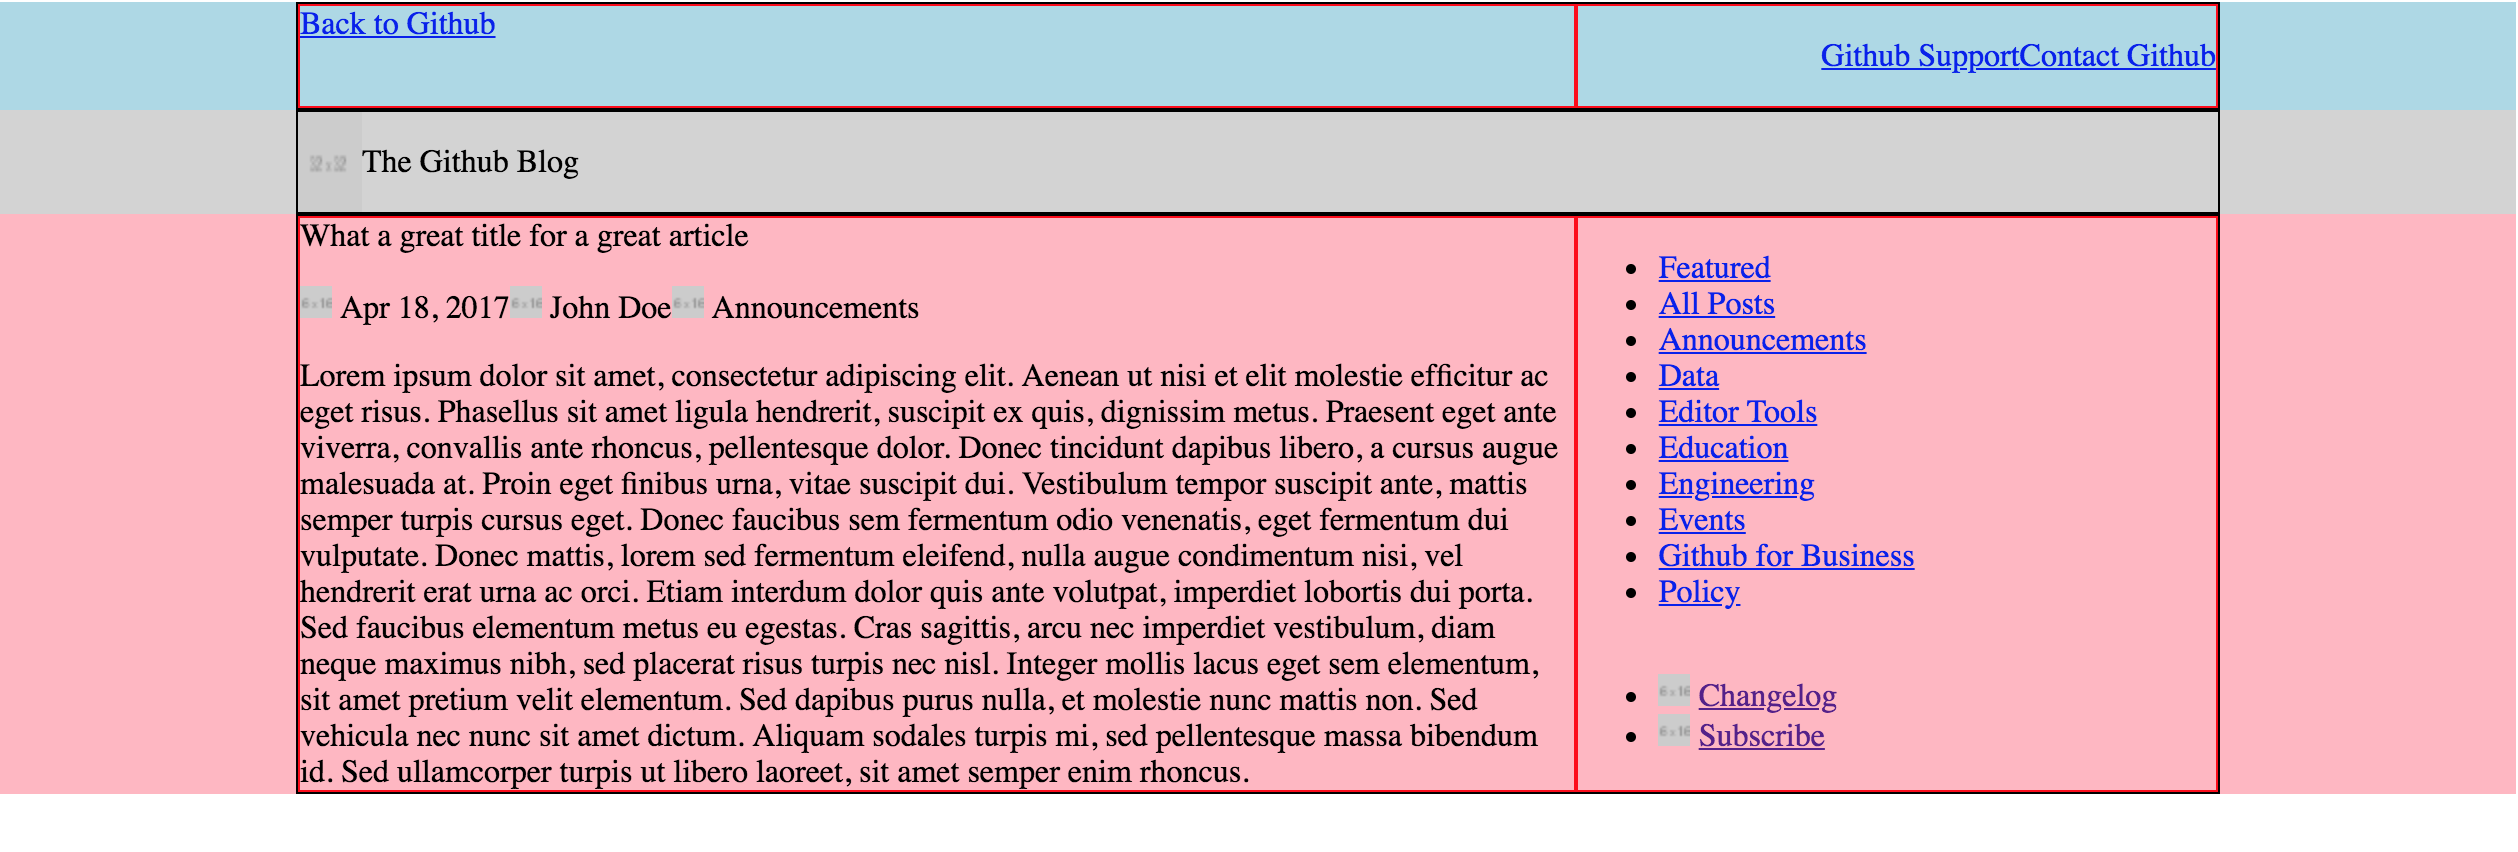 Back to Github
Github SupportContact Github
32 x 32 The Github Blog
What a great title for a great article
6 x 16 Apr 18, 2017 6 x 16 John Doe 6 x 16 Announcements
Lorem ipsum dolor sit amet, consectetur adipiscing elit. Aenean ut nisi et elit molestie efficitur ac
eget risus. Phasellus sit amet ligula hendrerit, suscipit ex quis, dignissim metus. Praesent eget ante
viverra, convallis ante rhoncus, pellentesque dolor. Donec tincidunt dapibus libero, a cursus augue
malesuada at. Proin eget finibus urna, vitae suscipit dui. Vestibulum tempor suscipit ante, mattis
semper turpis cursus eget. Donec faucibus sem fermentum odio venenatis, eget fermentum dui
vulputate. Donec mattis, lorem sed fermentum eleifend, nulla augue condimentum nisi, vel
hendrerit erat urna ac orci. Etiam interdum dolor quis ante volutpat, imperdiet lobortis dui porta.
Sed faucibus elementum metus eu egestas. Cras sagittis, arcu nec imperdiet vestibulum, diam
neque maximus nibh, sed placerat risus turpis nec nisl. Integer mollis lacus eget sem elementum,
sit amet pretium velit elementum. Sed dapibus purus nulla, et molestie nunc mattis non. Sed
vehicula nec nunc sit amet dictum. Aliquam sodales turpis mi, sed pellentesque massa bibendum
id. Sed ullamcorper turpis ut libero laoreet, sit amet semper enim rhoncus.
Featured
All Posts
Announcements
Data
Editor Tools
Education
Engineering
Events
Github for Business
Policy
6 x 16 Changelog
6 x 16 Subscribe